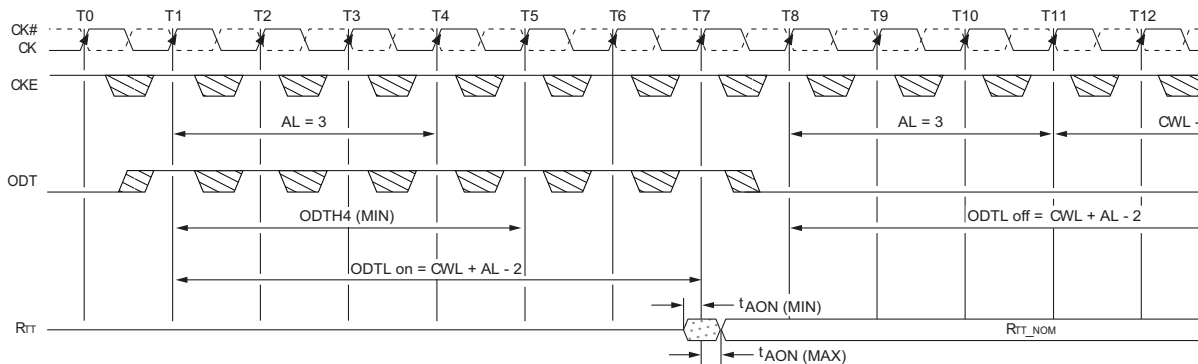 T0 T1 T2 T3 T4 T5 T6 T7 T8 T9 T10 T11 T12
CK#
CK
CKE
AL = 3 AL = 3 CWL -
ODT
ODTH4 (MIN) ODTL off = CWL + AL - 2
ODTL on = CWL + AL - 2
tAON (MIN)
RTT RTT_NOM
tAON (MAX)